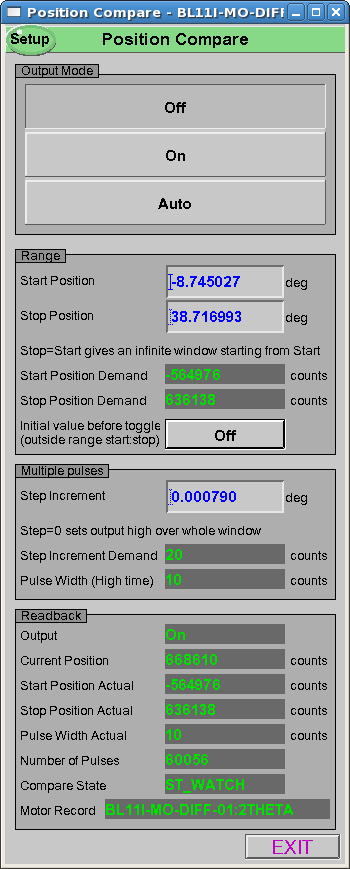 Position Compare - BL11I-MO-DIFF
Setup
Position Compare
Output Mode
Off
On
Auto
Range
Start Position -8.745027 deg
Stop Position 38.716993 deg
Stop=Start gives an infinite window starting from Start
Start Position Demand -564976 counts
Stop Position Demand 636138 counts
Initial value before toggle
(outside range start:stop) Off
Multiple pulses
Step Increment 0.000790 deg
Step=0 sets output high over whole window
Step Increment Demand 20 counts
Pulse Width (High time) 10 counts
Readback
Output On
Current Position 668610 counts
Start Position Actual -564976 counts
Stop Position Actual 636138 counts
Pulse Width Actual 10 counts
Number of Pulses 60056
Compare State ST_WATCH
Motor Record BL11I-MO-DIFF-01:2THETA
EXIT